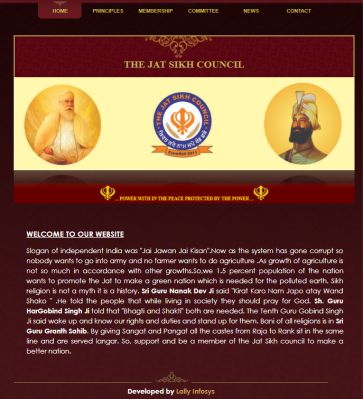 HOME PRINCIPLES MEMBERSHIP COMMITTEE NEWS CONTACT
THE JAT SIKH COUNCIL
THE JAT SIKH COUNCIL
Founded 2011
... POWER WITH IN THE PEACE PROTECTED BY THE POWER ...
WELCOME TO OUR WEBSITE
Slogan of independent India was "Jai Jawan Jai Kisan".Now as the system has gone corrupt so
nobody wants to go into army and no farmer wants to do agriculture .As growth of agriculture is
not so much in accordance with other growths.So,we 1.5 percent population of the nation
wants to promote the Jat to make a green nation which is needed for the polluted earth. Sikh
religion is not a myth it is a history. Sri Guru Nanak Dev Ji said "Kirat Karo Nam Japo atay Wand
Shako " .He told the people that while living in society they should pray for God. Sh. Guru
HarGobind Singh Ji told that "Bhagti and Shakti" both are needed. The Tenth Guru Gobind Singh
Ji said wake up and know our rights and duties and stand up for them. Bani of all religions is in Sri
Guru Granth Sahib. By giving Sangat and Pangat all the castes from Raja to Rank sit in the same
line and are served langar. So, support and be a member of the Jat Sikh council to make a
better nation.
Developed by Lally Infosys